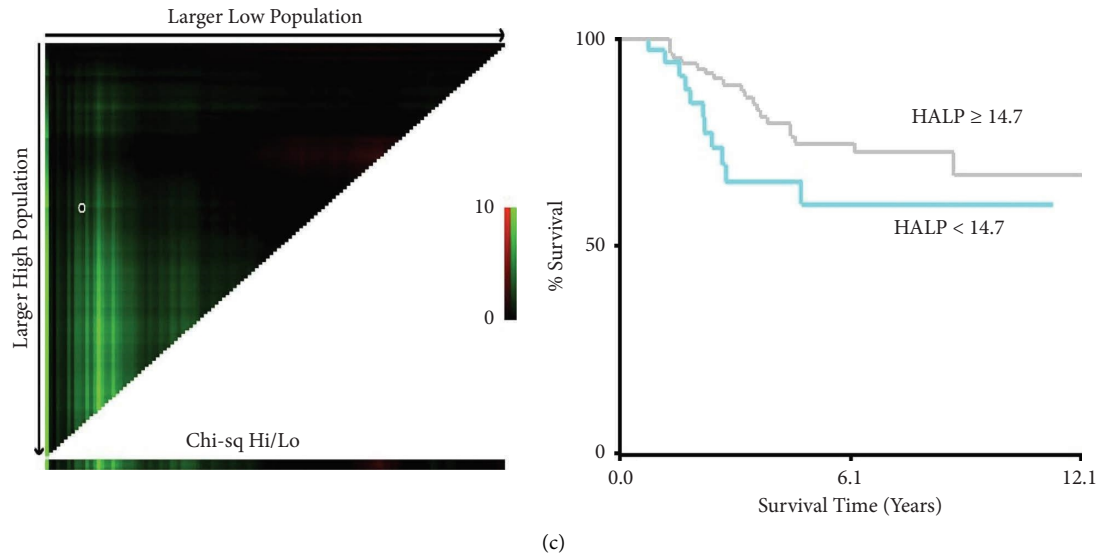 Larger Low Population
Larger High Population
10
0
Chi-sq Hi/Lo
100
50
0
% Survival
HALP ≥ 14.7
HALP < 14.7
0.0
6.1
12.1
Survival Time (Years)
(c)